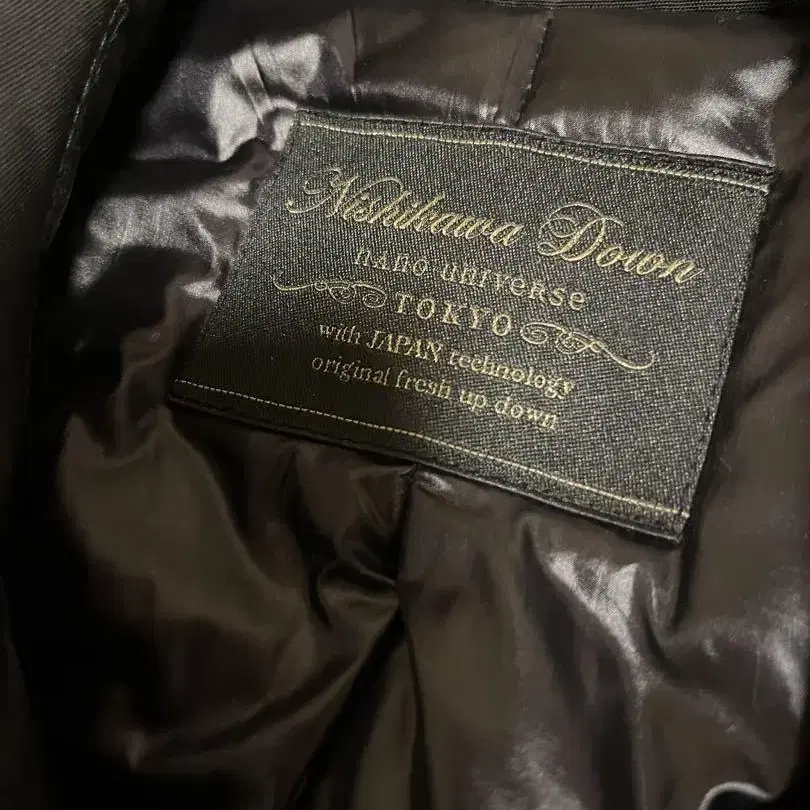 Nishikawa Down
nano universe
TOKYO
with JAPAN technology
original fresh up down